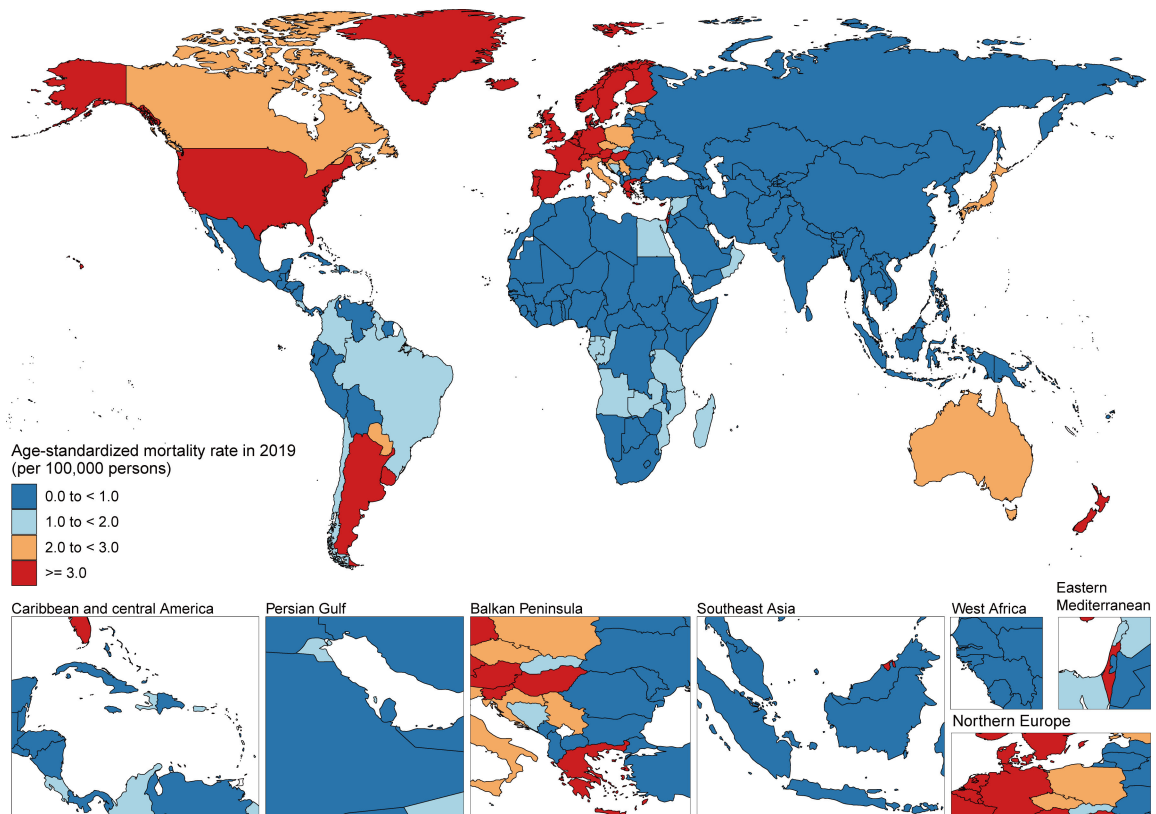 Age-standardized mortality rate in 2019
(per 100,000 persons)
0.0 to < 1.0
1.0 to < 2.0
2.0 to < 3.0
>= 3.0
Caribbean and central America
Persian Gulf
Balkan Peninsula
Southeast Asia
West Africa
Eastern
Mediterranean
Northern Europe